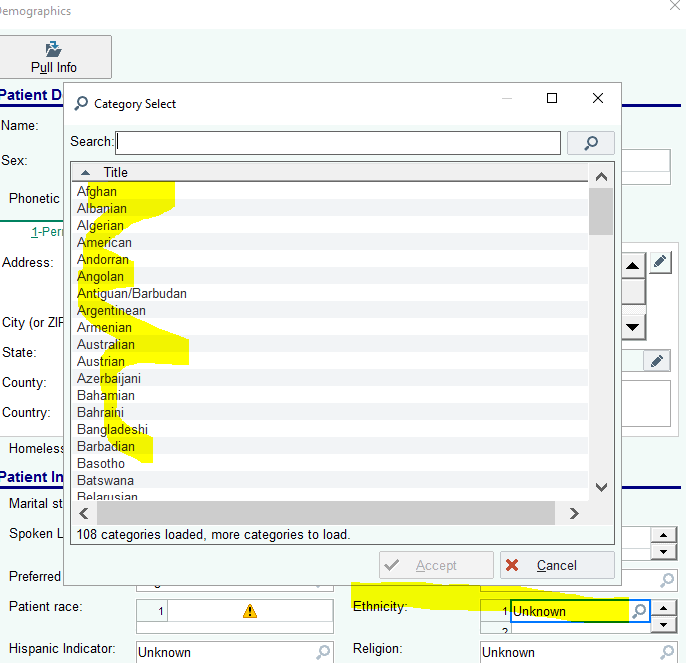 Demographics
Pull Info
Patient D
Category Select
Name:
Search:
Sex:
Title
Afghan
Phonetic
Albanian
Algerian
1-Per
American
Address:
Andorran
Angolan
Antiguan/Barbudan
Argentinean
City (or ZIP
Armenian
State:
Australian
Austrian
County:
Azerbaijani
Bahamian
Country:
Bahraini
Bangladeshi
Homeless
Barbadian
Basotho
Patient In
Batswana
Belarusian
Marital st
Spoken L
108 categories loaded, more categories to load.
Accept
Cancel
Preferred
Patient race:
1
Ethnicity:
1 Unknown
2
Hispanic Indicator:
Unknown
Religion:
Unknown